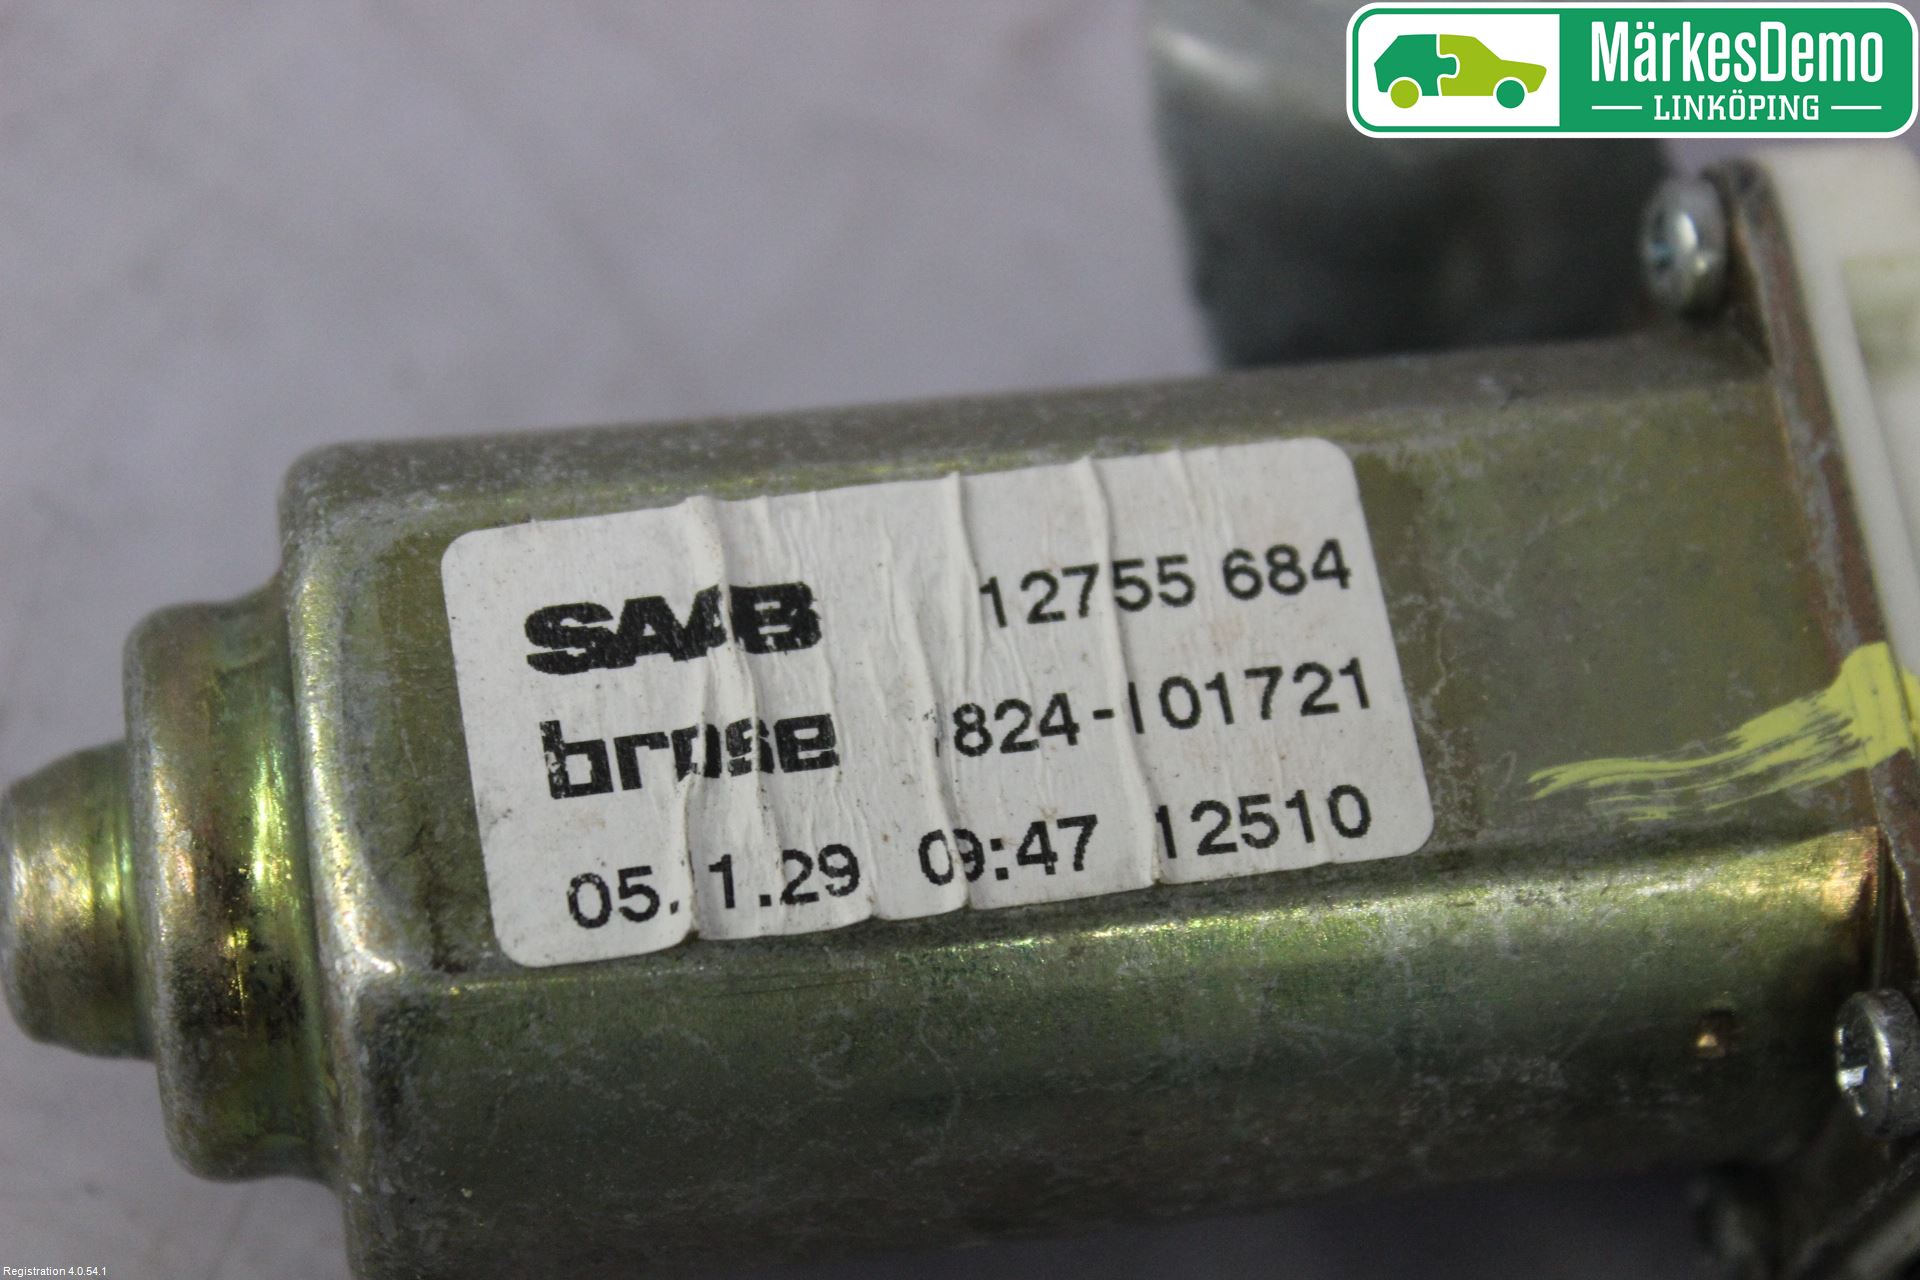 MärkesDemo
LINKÖPING
SAAB 12755 684
brose 824-101721
05. 1.29 09:47 12510
Registration 4.0.54.1